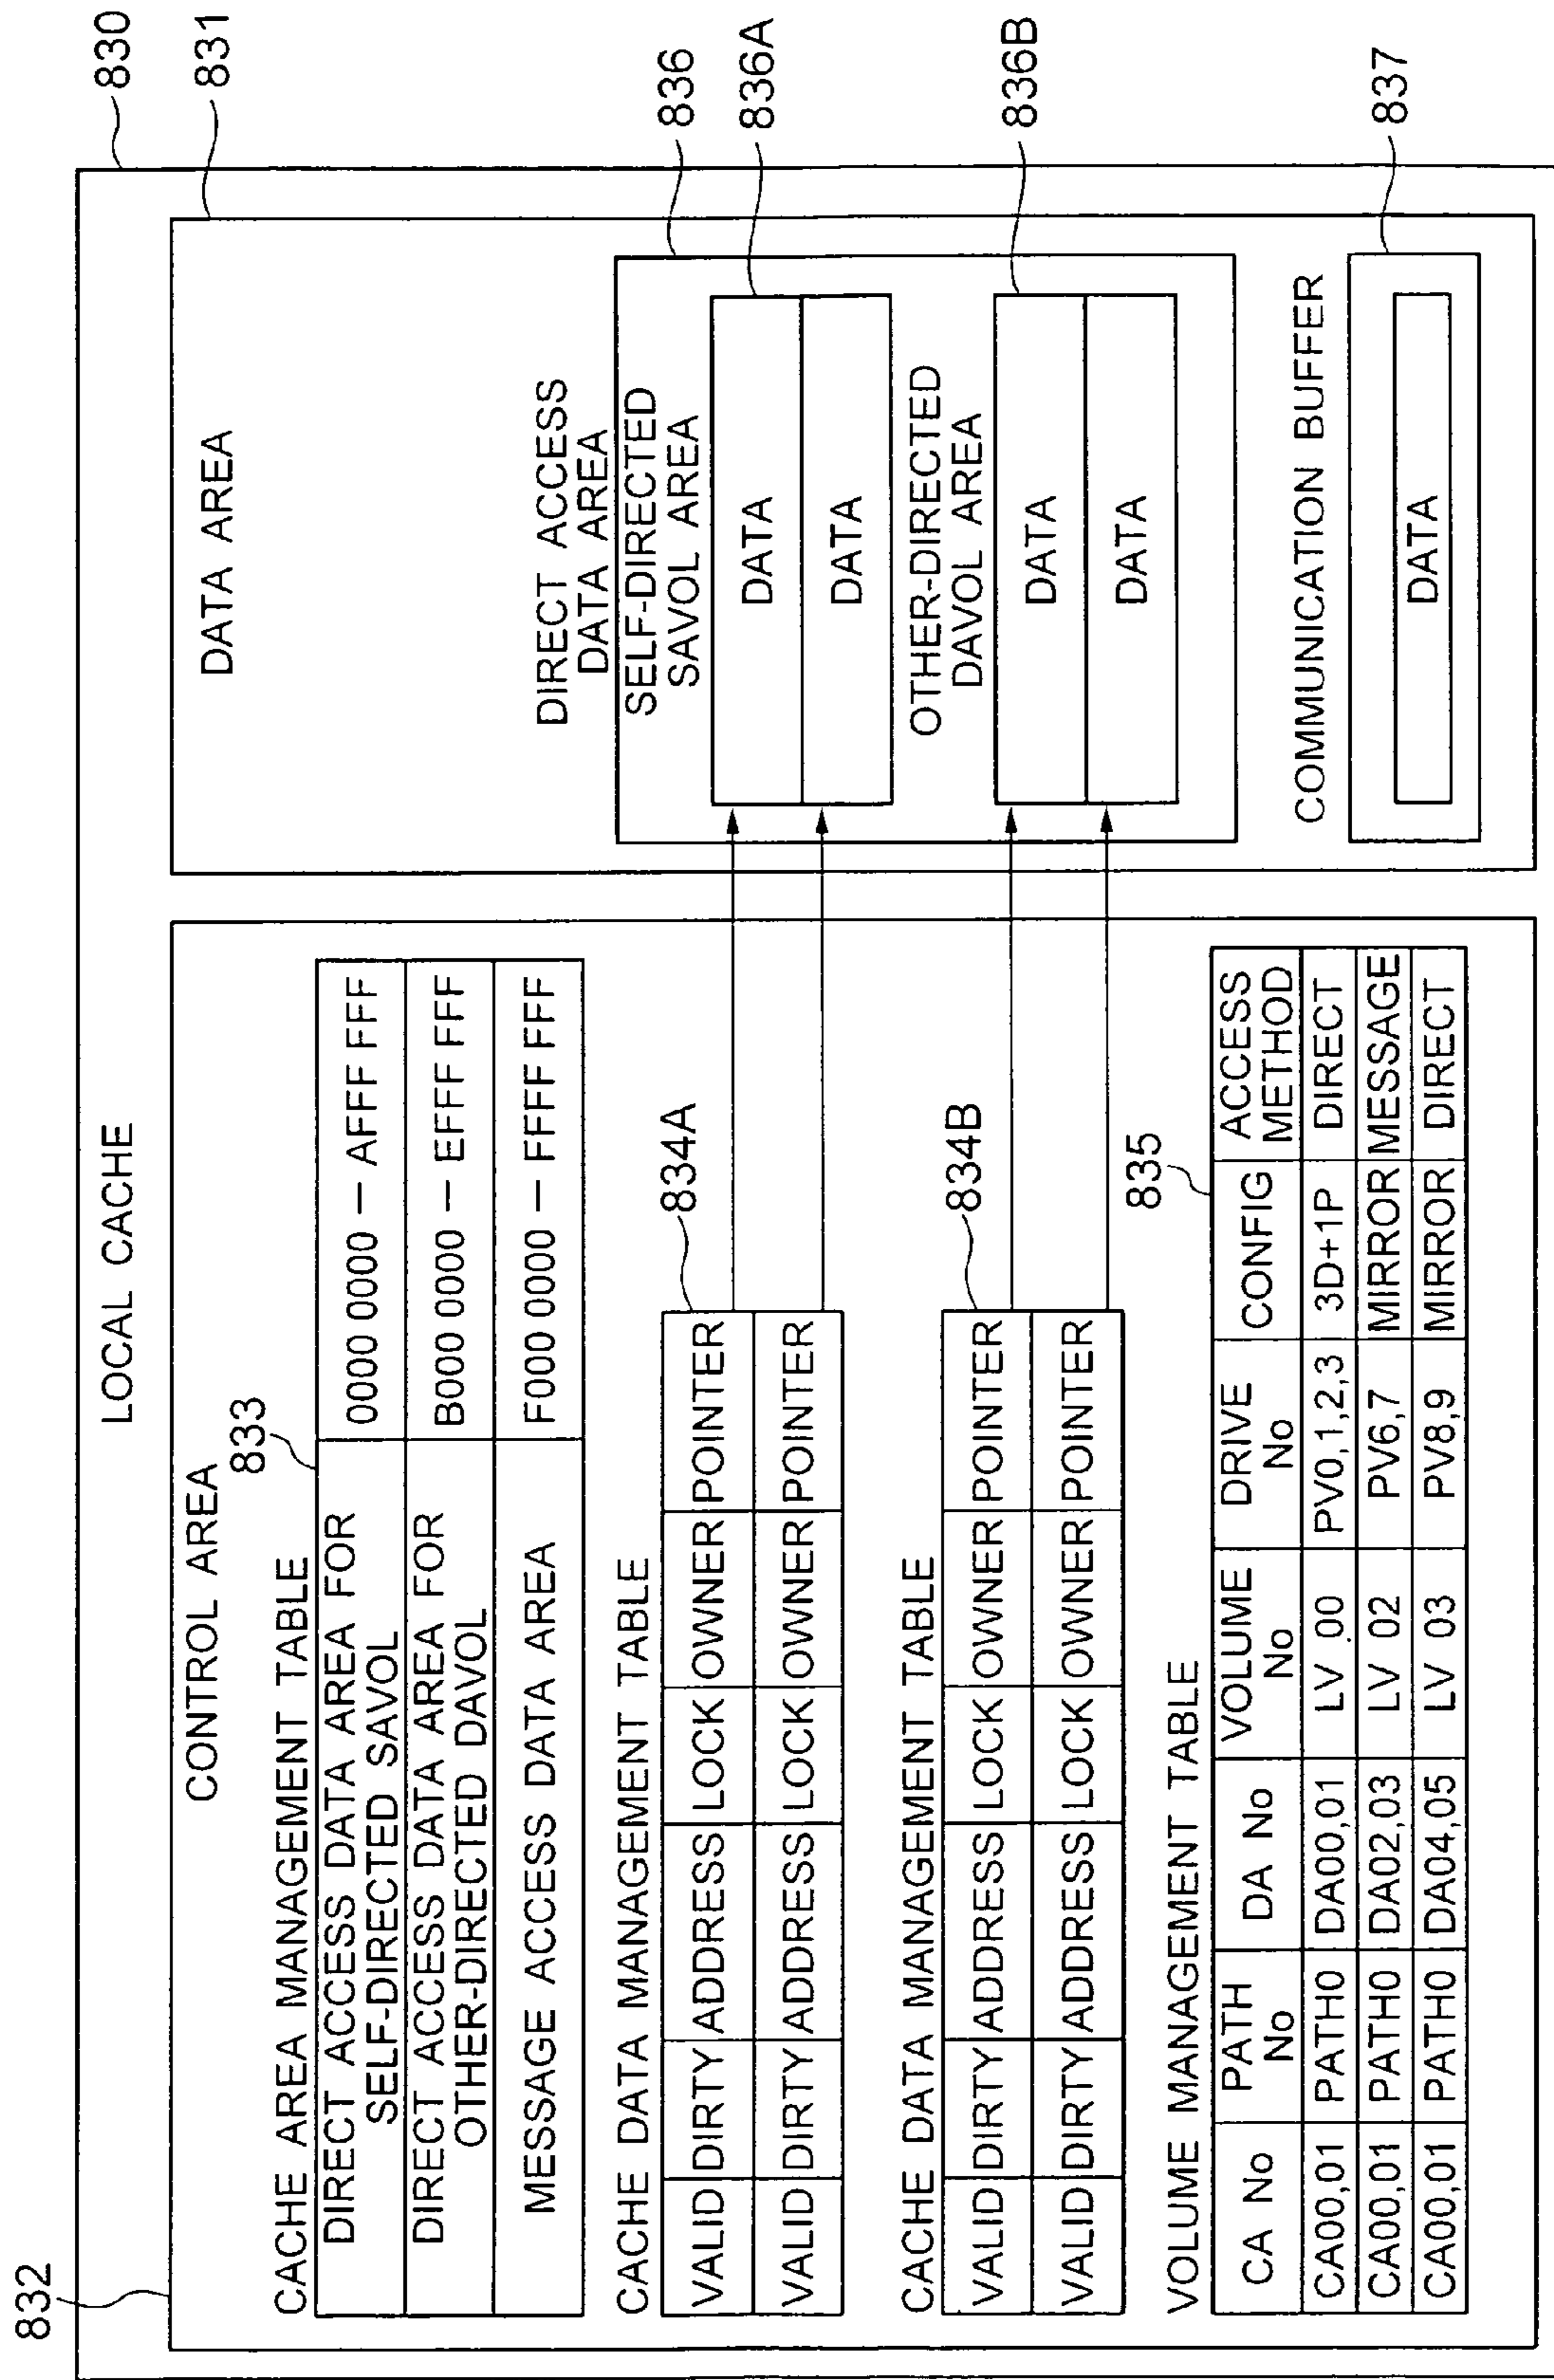 LOCAL CACHE
830
832
CONTROL AREA
CACHE AREA MANAGEMENT TABLE
833
DIRECT ACCESS DATA AREA FOR
SELF-DIRECTED SAVOL
0000 0000 — AFFF FFF
DIRECT ACCESS DATA AREA FOR
OTHER-DIRECTED DAVOL
B000 0000 — EFFF FFF
MESSAGE ACCESS DATA AREA
F000 0000 — FFFF FFFF
CACHE DATA MANAGEMENT TABLE
834A
VALID DIRTY ADDRESS LOCK OWNER POINTER
VALID DIRTY ADDRESS LOCK OWNER POINTER
CACHE DATA MANAGEMENT TABLE
834B
VALID DIRTY ADDRESS LOCK OWNER POINTER
VALID DIRTY ADDRESS LOCK OWNER POINTER
VOLUME MANAGEMENT TABLE
835
CA No PATH No DA No VOLUME No DRIVE No CONFIG ACCESS METHOD
CA00,01 PATH0 DA00,01 LV 00 PV0,1,2,3 3D+1P DIRECT
CA00,01 PATH0 DA02,03 LV 02 PV6,7 MIRROR MESSAGE
CA00,01 PATH0 DA04,05 LV 03 PV8,9 MIRROR DIRECT
831
DATA AREA
DIRECT ACCESS
DATA AREA
836
SELF-DIRECTED
SAVOL AREA
836A
DATA
DATA
OTHER-DIRECTED
DAVOL AREA
836B
DATA
DATA
COMMUNICATION BUFFER
837
DATA